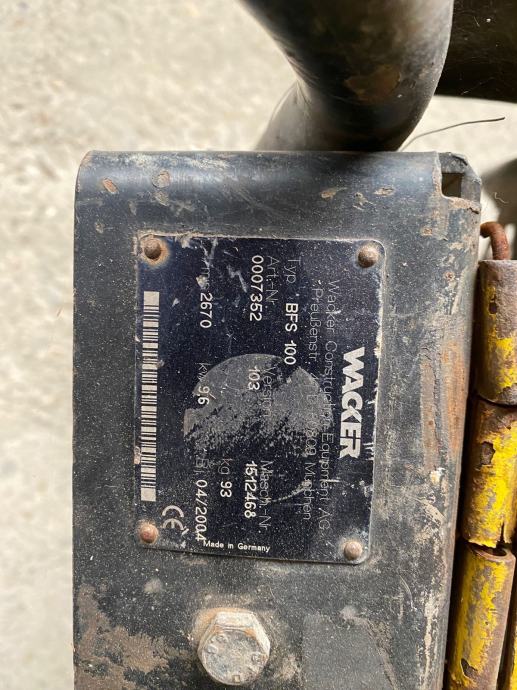 WACKER
Wacker Construction Equipment AG
Preußenstr. München
Typ BFS 100
Art.-Nr. Version Masch.-Nr.
0007352 103 1512468
2670 kW 96 kg 93 04/2004
CE
Made in Germany